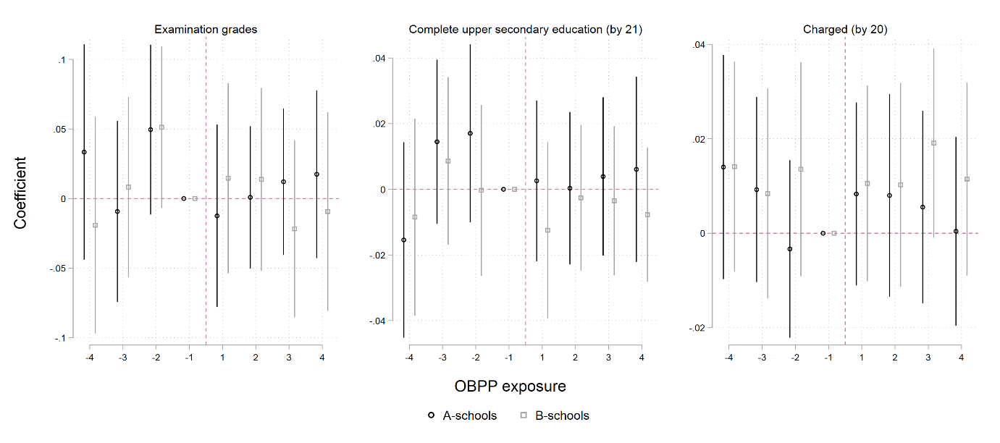 Examination grades
Complete upper secondary education (by 21)
Charged (by 20)
Coefficient
.1
.05
0
-.05
-.1
-4 -3 -2 -1 1 2 3 4
.04
.02
0
-.02
-.04
-4 -3 -2 -1 1 2 3 4
.04
.02
0
-.02
-4 -3 -2 -1 1 2 3 4
OBPP exposure
A-schools B-schools